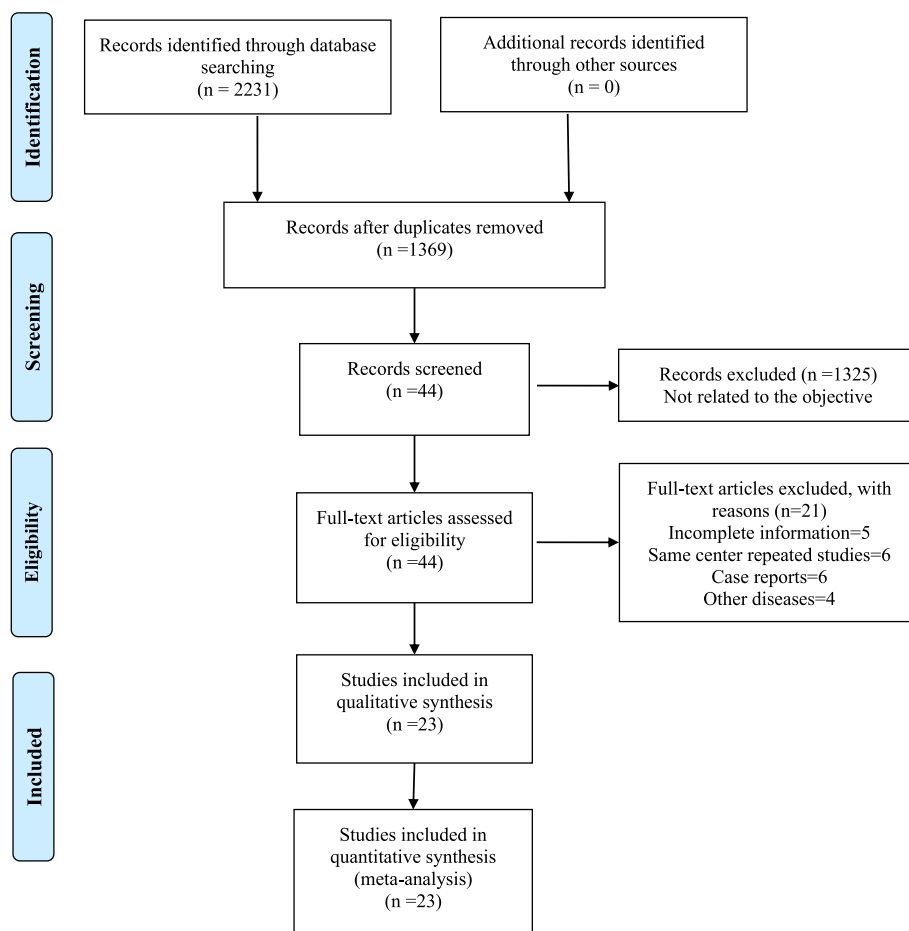 Identification
Records identified through database
searching
(n = 2231)
Additional records identified
through other sources
(n = 0)
Records after duplicates removed
(n =1369)
Screening
Records screened
(n =44)
Records excluded (n =1325)
Not related to the objective
Eligibility
Full-text articles assessed
for eligibility
(n =44)
Full-text articles excluded, with
reasons (n=21)
Incomplete information=5
Same center repeated studies=6
Case reports=6
Other diseases=4
Included
Studies included in
qualitative synthesis
(n =23)
Studies included in
quantitative synthesis
(meta-analysis)
(n =23)